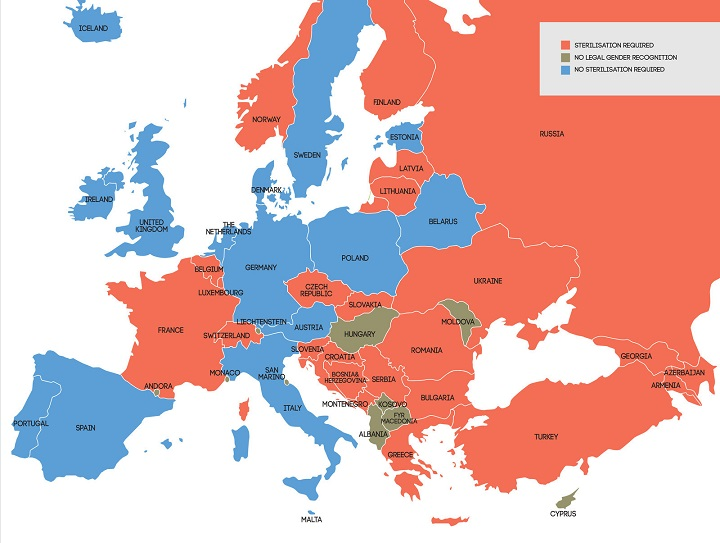 ICELAND
STERILISATION REQUIRED
NO LEGAL GENDER RECOGNITION
NO STERILISATION REQUIRED
FINLAND
NORWAY
RUSSIA
ESTONIA
SWEDEN
LATVIA
DENMARK
LITHUANIA
IRELAND
UNITED
KINGDOM
BELARUS
THE
NETHERLANDS
POLAND
BELGIUM
GERMANY
UKRAINE
CZECH
REPUBLIC
LUXEMBOURG
SLOVAKIA
LIECHTENSTEIN
MOLDOVA
FRANCE
AUSTRIA
HUNGARY
SWITZERLAND
SLOVENIA
ROMANIA
CROATIA
GEORGIA
MONACO
SAN
MARINO
BOSNIA&
HERZEGOVINA
SERBIA
AZERBAIJAN
ANDORA
ARMENIA
BULGARIA
MONTENEGRO
KOSOVO
ITALY
FYR
MACEDONIA
PORTUGAL
SPAIN
ALBANIA
TURKEY
GREECE
CYPRUS
MALTA